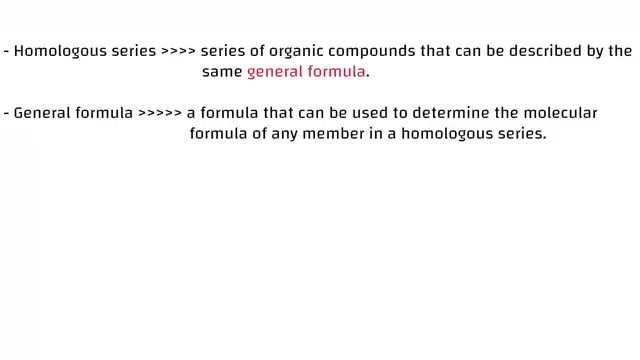 - Homologous series >>>> series of organic compounds that can be described by the
same general formula.
- General formula >>>>> a formula that can be used to determine the molecular
formula of any member in a homologous series.